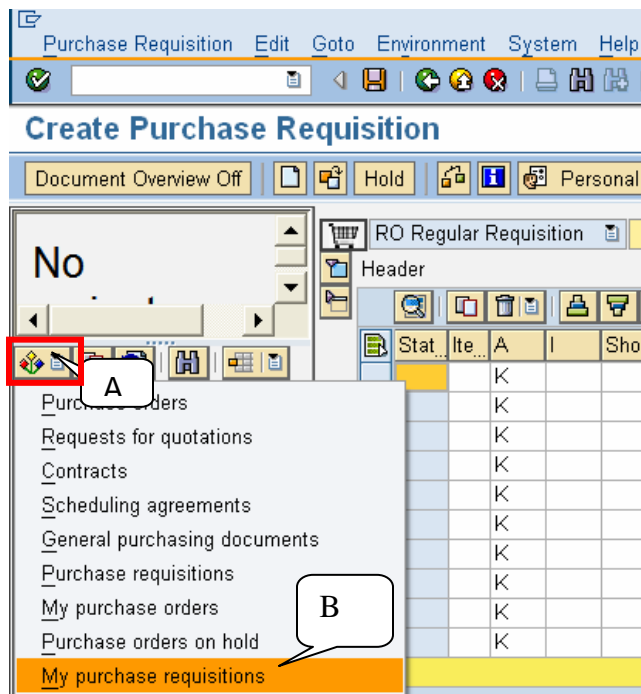 Purchase Requisition Edit Goto Environment System Help
Create Purchase Requisition
Document Overview Off Hold Personal
No
RO Regular Requisition
Header
Stat.. Ite.. A I Sho
A
K
Purchase orders
K
Requests for quotations
K
Contracts
K
Scheduling agreements
K
General purchasing documents
K
Purchase requisitions
K
My purchase orders
K
B
Purchase orders on hold
K
K
My purchase requisitions